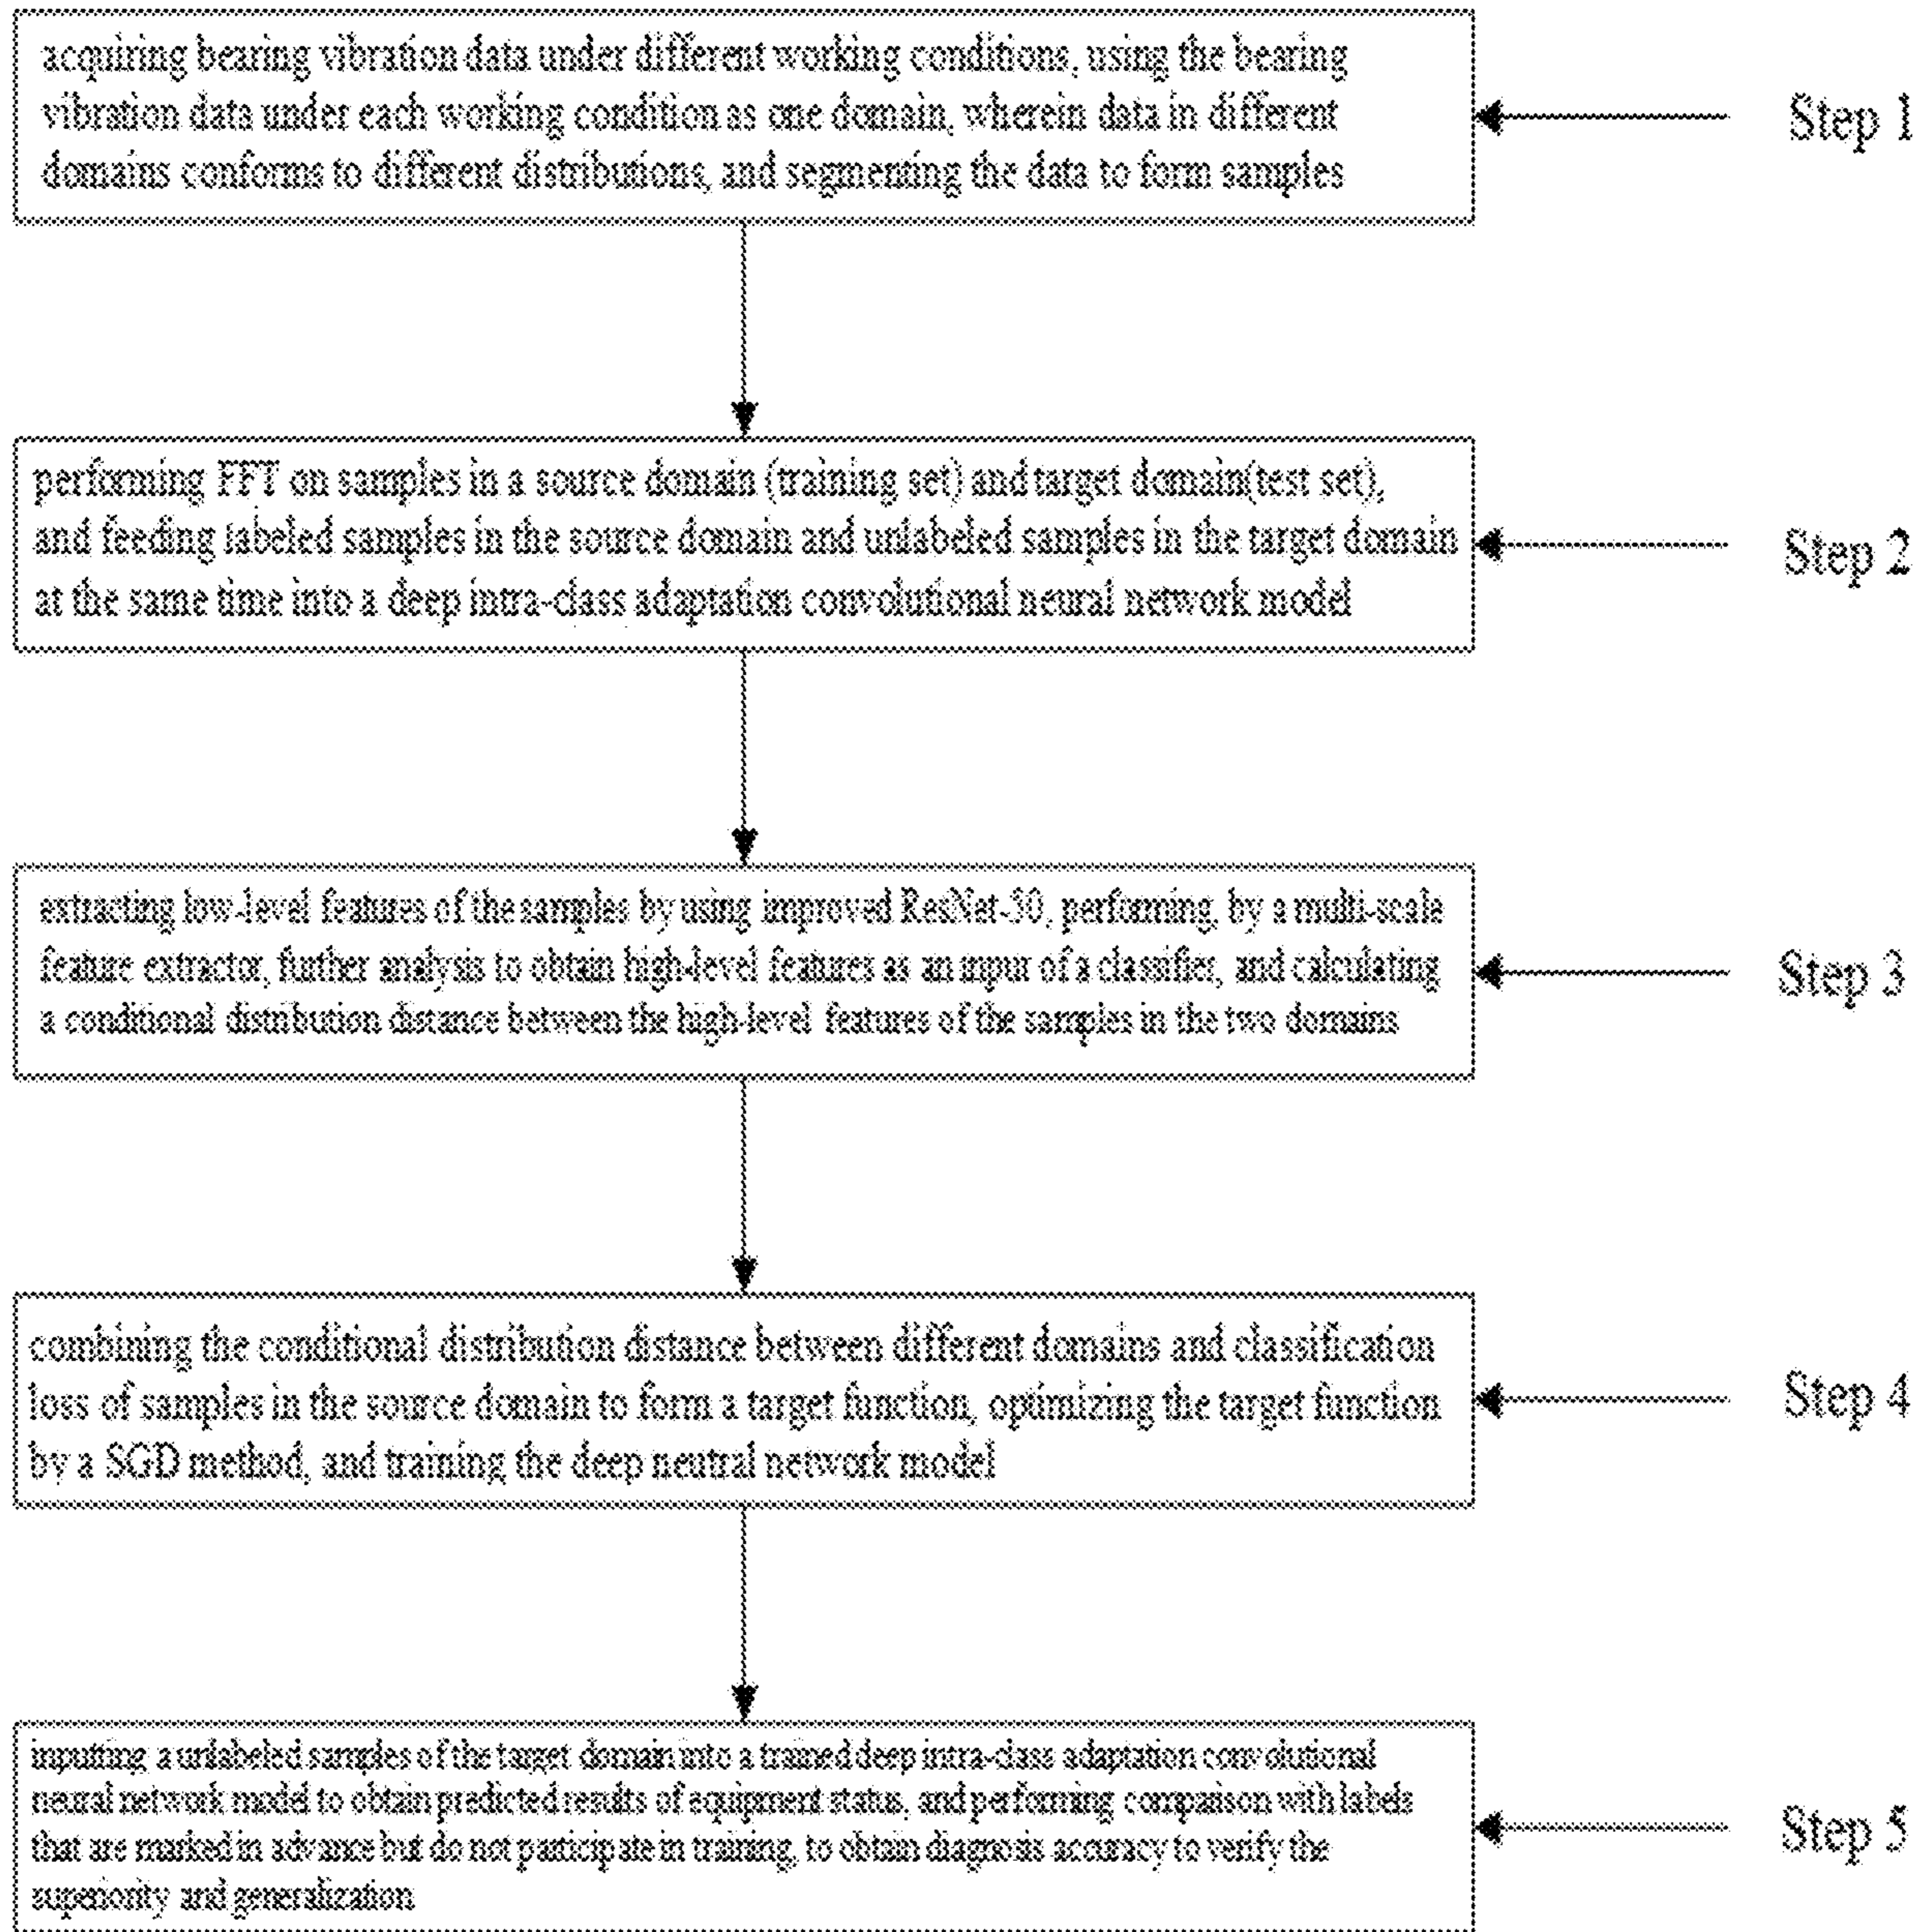 acquiring bearing vibration data under different working conditions, using the bearing
vibration data under each working condition as one domain, wherein data in different
domains conforms to different distributions, and segmenting the data to form samples
Step 1
performing FFT on samples in a source domain (training set) and target domain(test set),
and feeding labeled samples in the source domain and unlabeled samples in the target domain
at the same time into a deep intra-class adaptation convolutional neural network model
Step 2
extracting low-level features of the samples by using improved ResNet-50, performing, by a multi-scale
feature extractor, further analysis to obtain high-level features as an input of a classifier, and calculating
a conditional distribution distance between the high-level features of the samples in the two domains
Step 3
combining the conditional distribution distance between different domains and classification
loss of samples in the source domain to form a target function, optimizing the target function
by a SGD method, and training the deep neutral network model
Step 4
inputting a unlabeled samples of the target domain into a trained deep intra-class adaptation convolutional
neural network model to obtain predicted results of equipment status, and performing comparison with labels
that are marked in advance but do not participate in training, to obtain diagnosis accuracy to verify the
superiority and generalization
Step 5